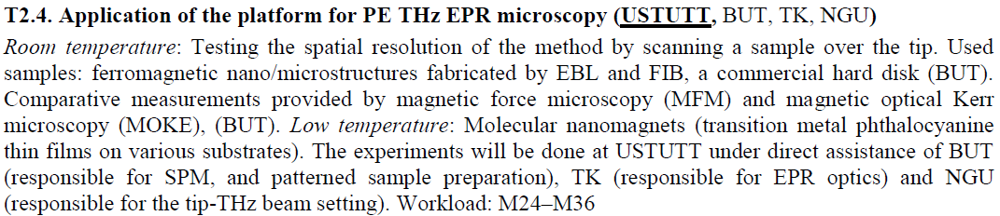 T2.4. Application of the platform for PE THz EPR microscopy (USTUTT, BUT, TK, NGU)
Room temperature: Testing the spatial resolution of the method by scanning a sample over the tip. Used
samples: ferromagnetic nano/microstructures fabricated by EBL and FIB, a commercial hard disk (BUT).
Comparative measurements provided by magnetic force microscopy (MFM) and magnetic optical Kerr
microscopy (MOKE), (BUT). Low temperature: Molecular nanomagnets (transition metal phthalocyanine
thin films on various substrates). The experiments will be done at USTUTT under direct assistance of BUT
(responsible for SPM, and patterned sample preparation), TK (responsible for EPR optics) and NGU
(responsible for the tip-THz beam setting). Workload: M24–M36